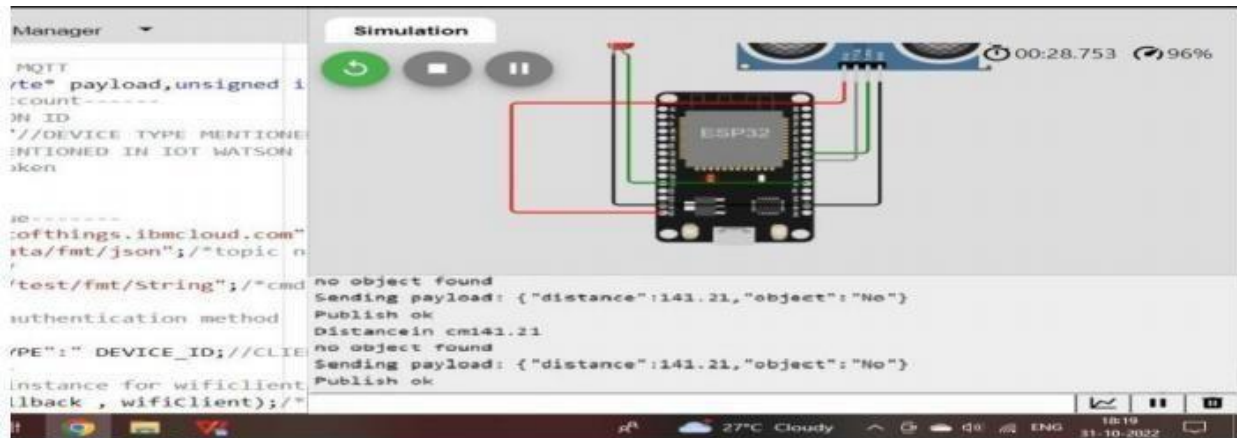 Manager
Simulation
00:28.753 96%
MQTT
yte* payload,unsigned i
ccount------
ON ID
"//DEVICE TYPE MENTIONE
ENTIONED IN IOT WATSON
oken
ue-------
ofthings.ibmcloud.com"
ata/fmt/json";/*topic n
/test/fmt/String";/*cmd
authentication method
YPE":" DEVICE_ID;//CLIE
instance for wificlient
llback , wifiClient);/*
ESP32
no object found
Sending payload: {"distance":141.21,"object":"No"}
Publish ok
Distancein cm141.21
no object found
Sending payload: {"distance":141.21,"object":"No"}
Publish ok
27°C Cloudy
ENG
18:19
31-10-2022